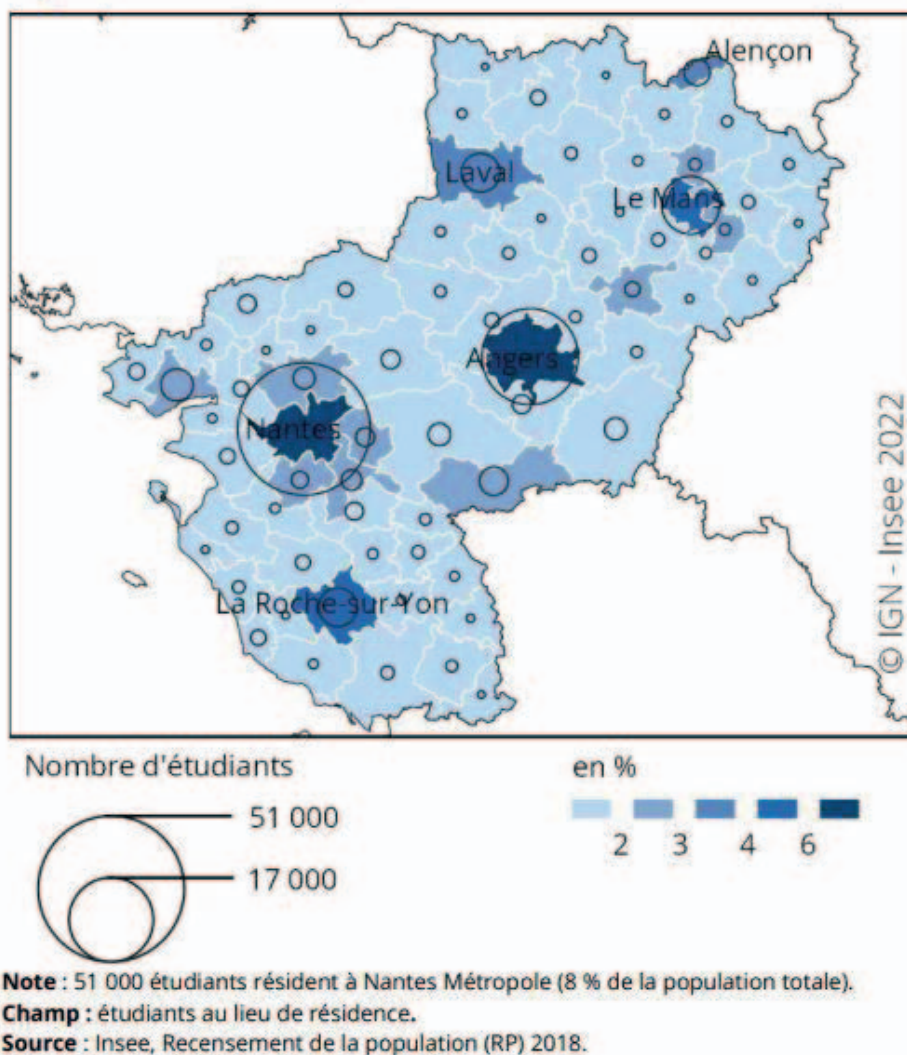 Alençon
Laval
Le Mans
Angers
Nantes
La Roche-sur-Yon
© IGN - Insee 2022
Nombre d'étudiants
51 000
17 000
en %
2 3 4 6
Note : 51 000 étudiants résident à Nantes Métropole (8 % de la population totale).
Champ : étudiants au lieu de résidence.
Source : Insee, Recensement de la population (RP) 2018.